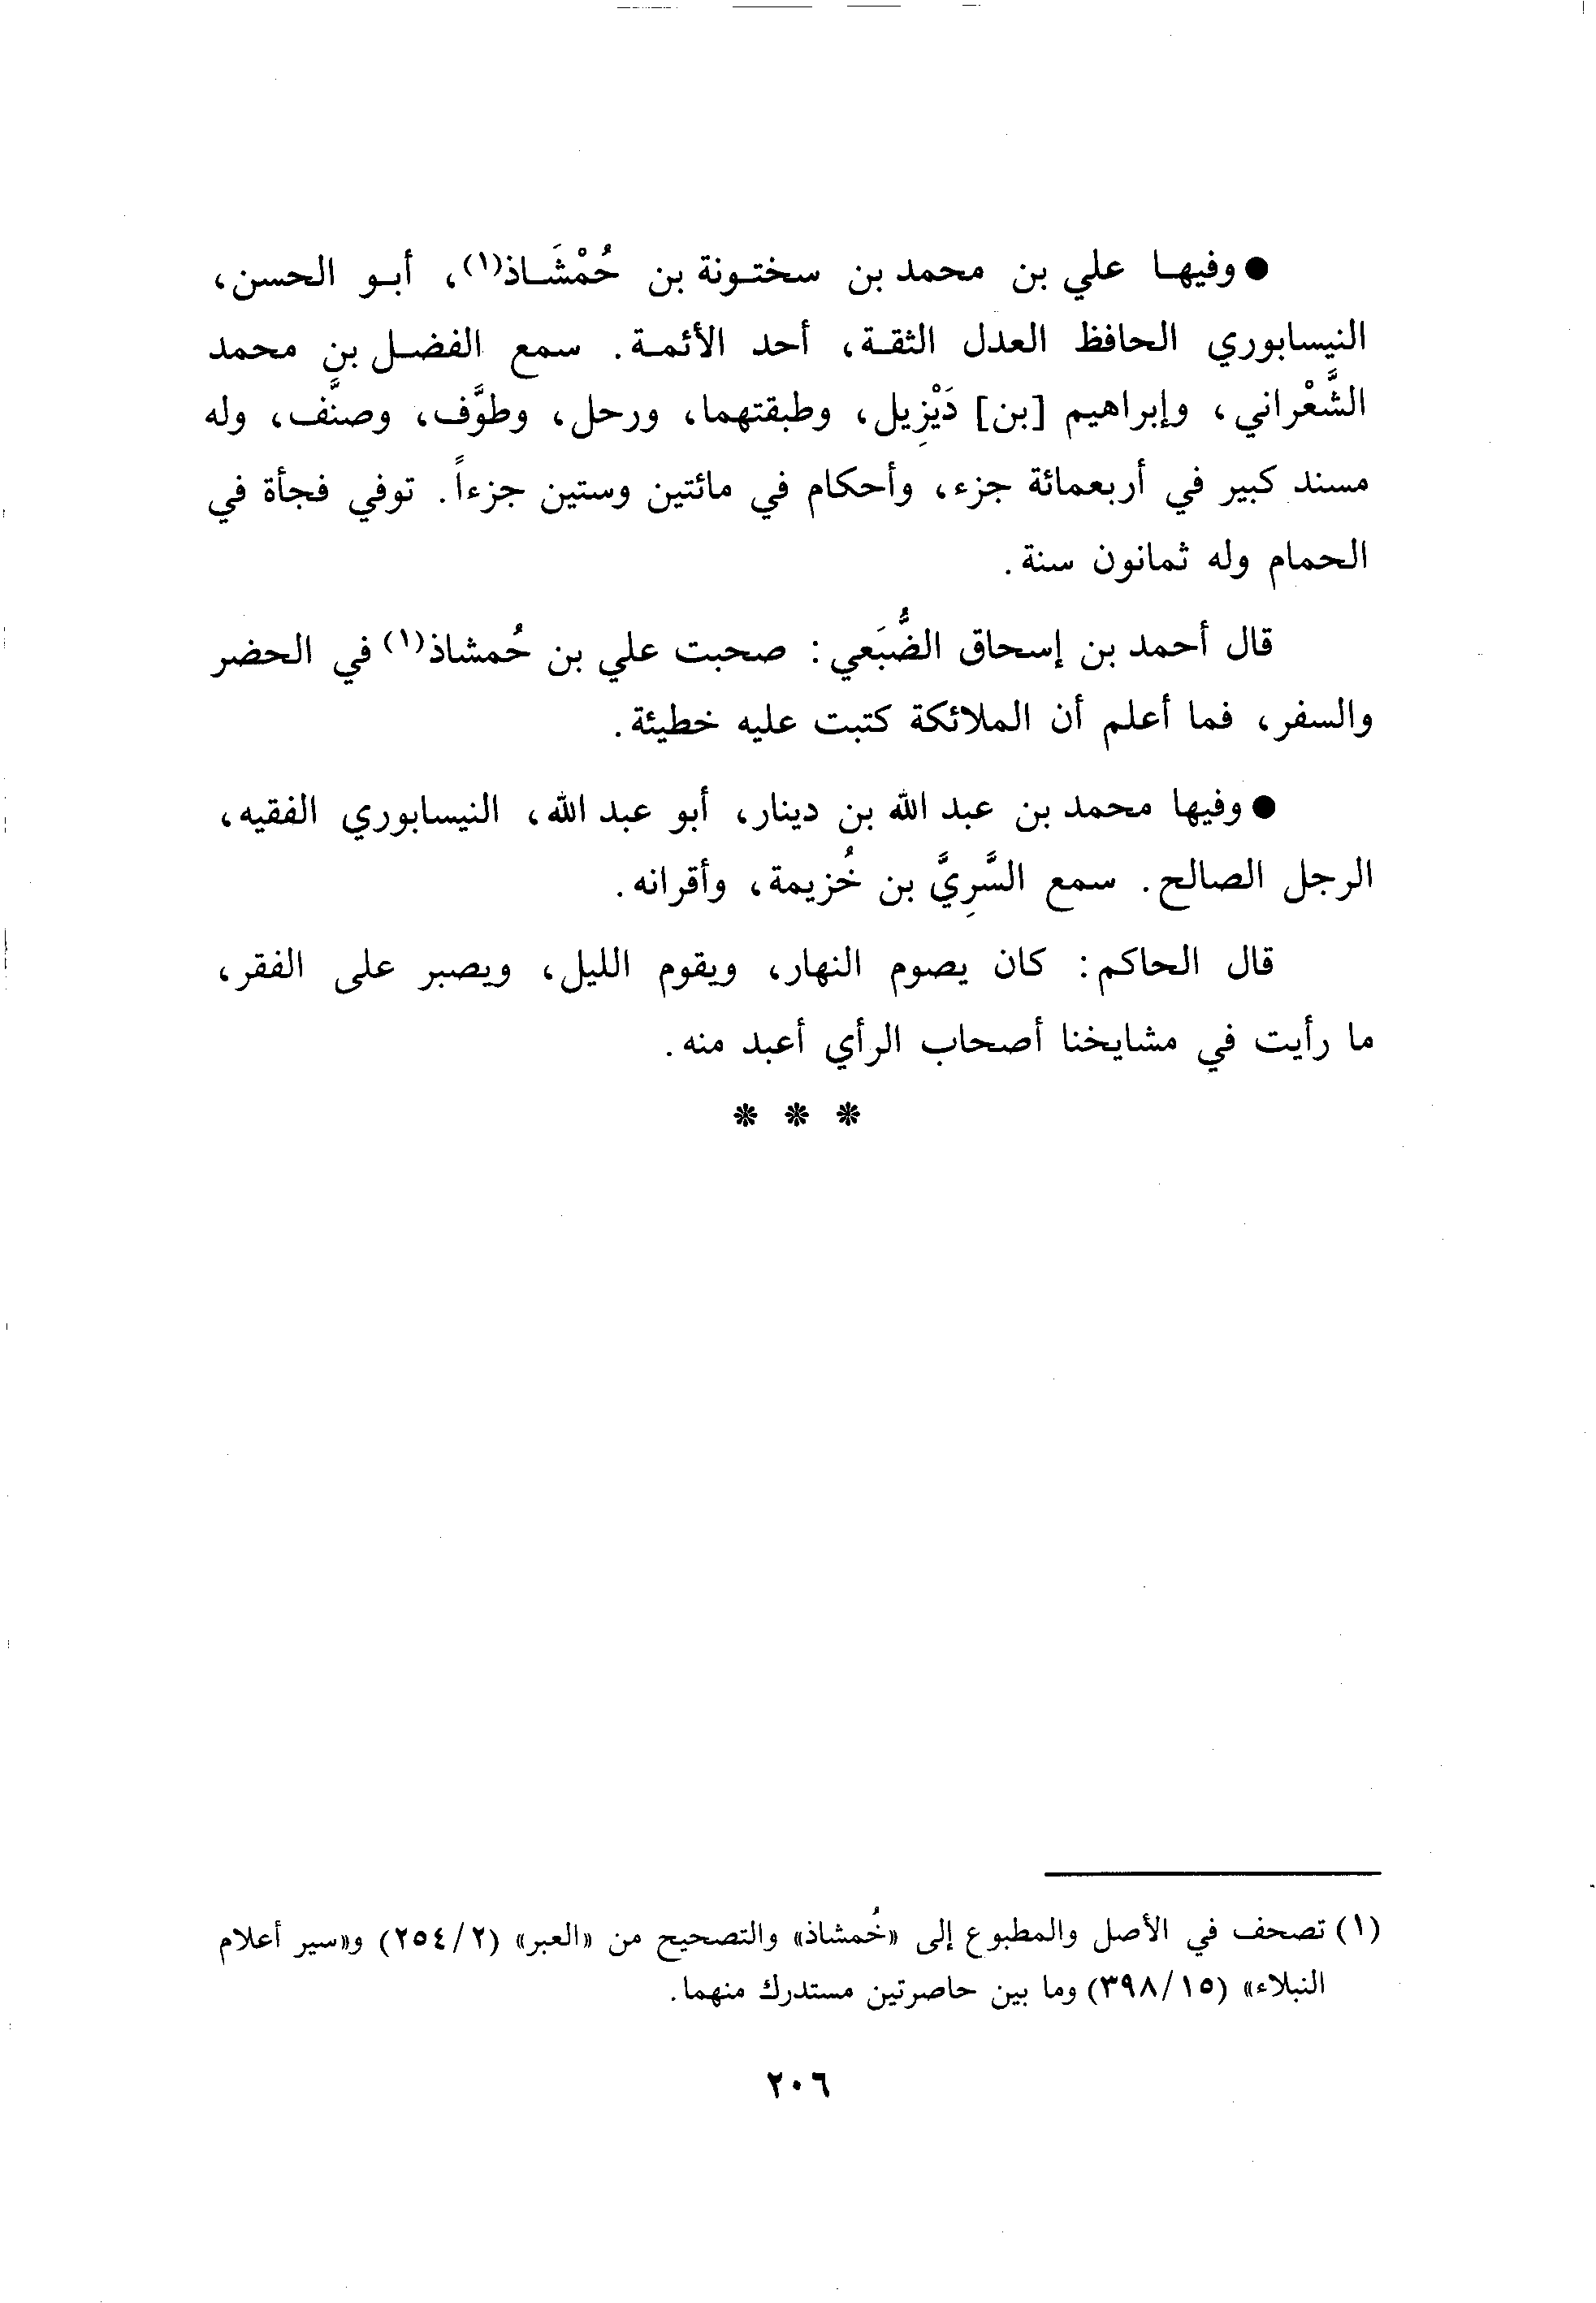 ● وفيها علي بن محمد بن سختونة بن حُمْشَاذ(١)، أبو الحسن،
النيسابوري الحافظ العدل الثقة، أحد الأئمة. سمع الفضل بن محمد
الشَّعْراني، وإبراهيم [بن] دَيْزِيل، وطبقتهما، ورحل، وطوَّف، وصنَّف، وله
مسند كبير في أربعمائة جزء، وأحكام في مائتين وستين جزءاً. توفي فجأة في
الحمام وله ثمانون سنة.
قال أحمد بن إسحاق الضُّبَعي: صحبت علي بن حُمشاذ(١) في الحضر
والسفر، فما أعلم أن الملائكة كتبت عليه خطيئة.
● وفيها محمد بن عبد الله بن دينار، أبو عبد الله، النيسابوري الفقيه،
الرجل الصالح. سمع السَّرِيَّ بن خُزيمة، وأقرانه.
قال الحاكم: كان يصوم النهار، ويقوم الليل، ويصبر على الفقر،
ما رأيت في مشايخنا أصحاب الرأي أعبد منه.
* * *
(١) تصحف في الأصل والمطبوع إلى «خُمشاذ» والتصحيح من «العبر» (٢/٢٥٤) و«سير أعلام
النبلاء» (١٥/٣٩٨) وما بين حاصرتين مستدرك منهما.
٢٠٦